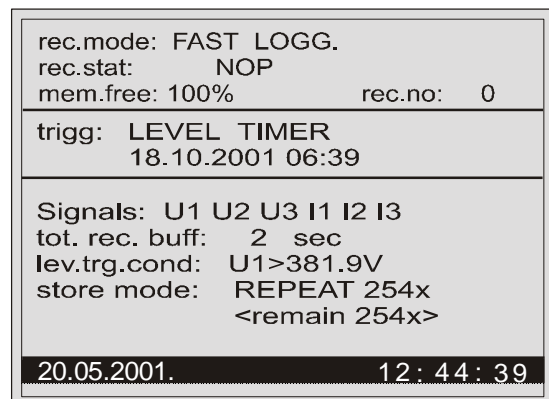 rec.mode: FAST LOGG.
rec.stat: NOP
mem.free: 100% rec.no: 0
trigg: LEVEL TIMER
18.10.2001 06:39
Signals: U1 U2 U3 I1 I2 I3
tot. rec. buff: 2 sec
lev.trg.cond: U1>381.9V
store mode: REPEAT 254x
<remain 254x>
20.05.2001. 12:44:39